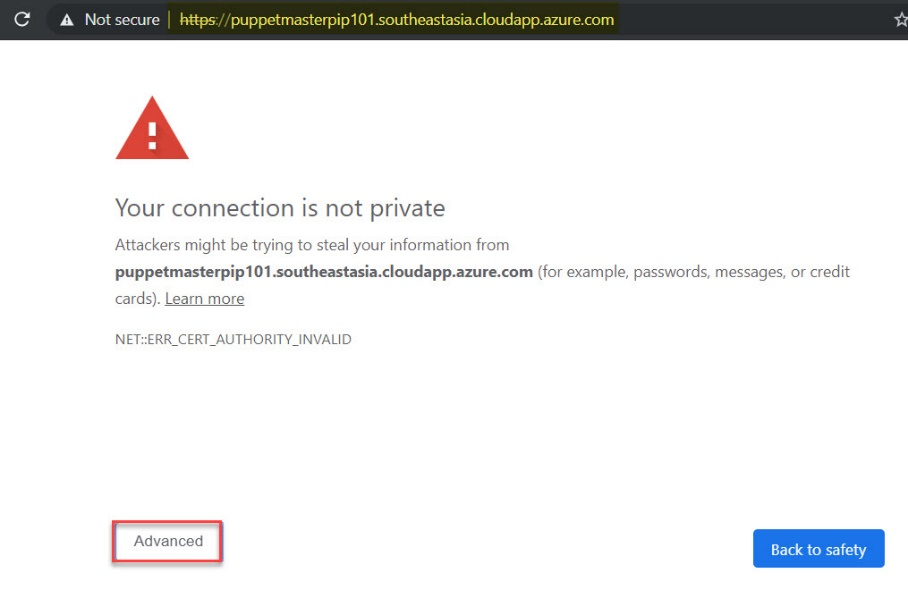 Not secure | https://puppetmasterpip101.southeastasia.cloudapp.azure.com
Your connection is not private
Attackers might be trying to steal your information from
puppetmasterpip101.southeastasia.cloudapp.azure.com (for example, passwords, messages, or credit
cards). Learn more
NET::ERR_CERT_AUTHORITY_INVALID
Advanced
Back to safety